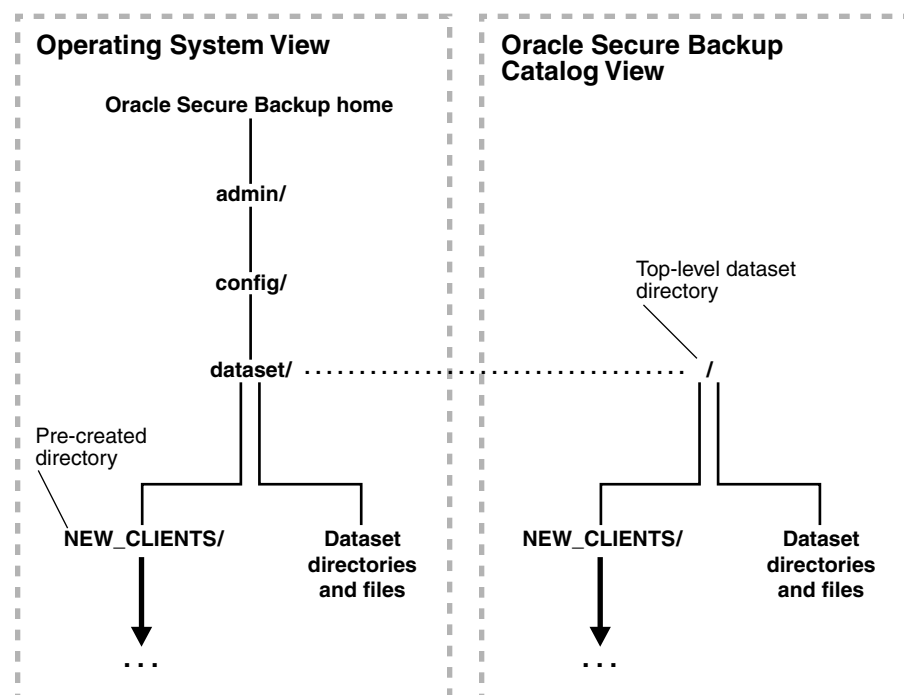 Operating System View
Oracle Secure Backup home
admin/
config/
dataset/
Pre-created
directory
NEW_CLIENTS/
Dataset
directories
and files
. . .
Oracle Secure Backup
Catalog View
Top-level dataset
directory
/
NEW_CLIENTS/
Dataset
directories
and files
. . .